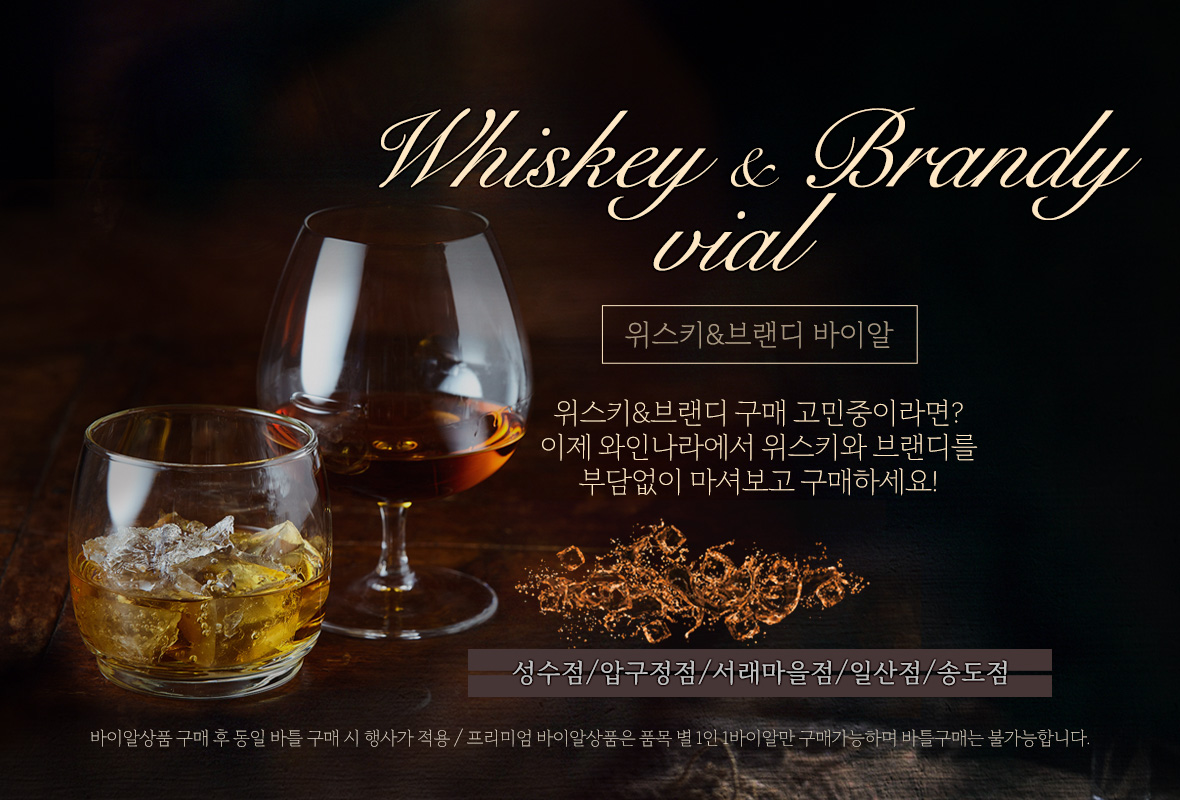 Whiskey & Brandy
vial
위스키&브랜디 바이알
위스키&브랜디 구매 고민중이라면?
이제 와인나라에서 위스키와 브랜디를
부담없이 마셔보고 구매하세요!
성수점/압구정점/서래마을점/일산점/송도점
바이알상품 구매 후 동일 바틀 구매 시 행사가 적용 / 프리미엄 바이알상품은 품목 별 1인 1바이알만 구매가능하며 바틀구매는 불가능합니다.